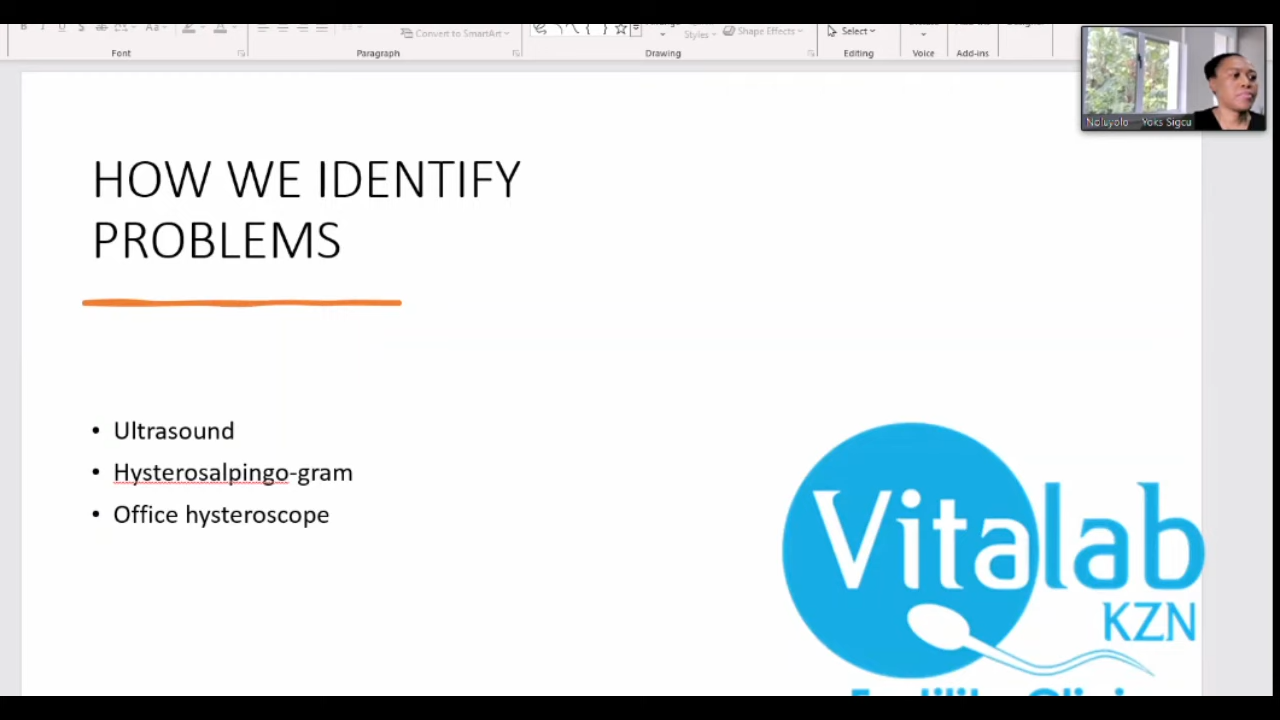 Convert to SmartArt
Select
Shape Effects
Styles
Font
Paragraph
Drawing
Editing
Voice
Add-ins
Noluyolo Yoks Sigcu
HOW WE IDENTIFY
PROBLEMS
• Ultrasound
• Hysterosalpingo-gram
• Office hysteroscope
Vitalab
KZN